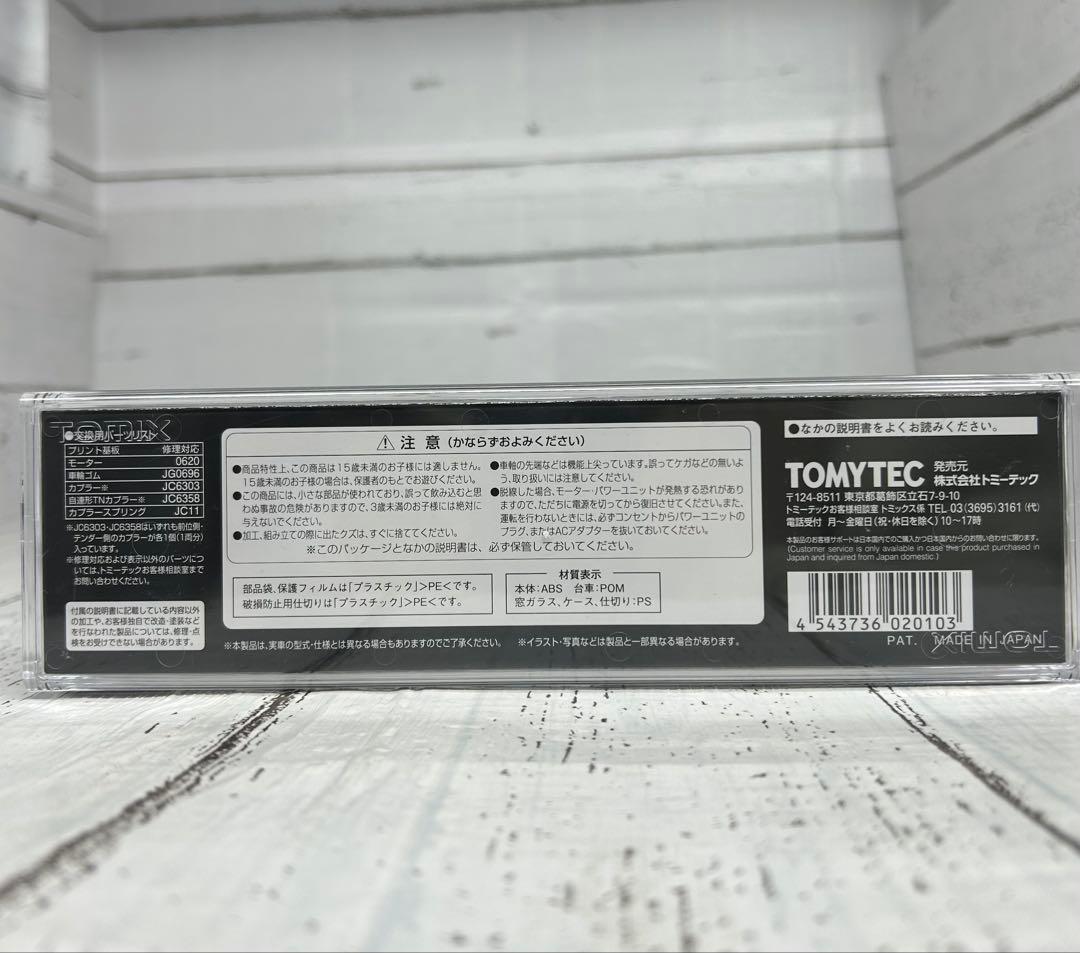 TOMIX
●交換用パーツリスト
プリント基板 修理対応
モーター 0620
車輪ゴム JG0696
カプラー※ JC6303
自連形TNカプラー※ JC6358
カプラースプリング JC11
※JC6303・JC6358はいずれも前位側・
テンダー側のカプラーが各1個(1両分)
入っています。
※修理対応および表示以外のパーツにつ
いては、トミーテックお客様相談室まで
お問い合わせください。
付属の説明書に記載している内容以外
の加工や、お客様独自で改造・塗装など
を行なわれた製品については、修理・点
検をお受けできない場合があります。
⚠ 注 意 (かならずおよみください)
●商品特性上、この商品は15歳未満のお子様には適しません。
15歳未満のお子様の場合は、保護者のもとでお遊びください。
●この商品には、小さな部品が使われており、誤って飲み込むと思
わぬ事故の危険がありますので、3歳未満のお子様には絶対に
与えないでください。
●加工、組み立ての際に出たクズは、すぐに捨ててください。
●車軸の先端などは機能上尖っています。誤ってケガなどの無いよ
う、取り扱いには注意してください。
●脱線した場合、モーター・パワーユニットが発熱する恐れがあり
ますので、ただちに電源を切ってから復旧させてください。また、
運転を行わないときには、必ずコンセントからパワーユニットの
プラグ、またはACアダプターを抜いておいてください。
※このパッケージとなかの説明書は、必ず保管しておいてください。
部品袋、保護フィルムは「プラスチック」>PE<です。
破損防止用仕切りは「プラスチック」>PE<です。
材質表示
本体:ABS 台車:POM
窓ガラス、ケース、仕切り:PS
※本製品は、実車の型式・仕様とは異なる場合もありますのでご了承ください。 ※イラスト・写真などは製品と一部異なる場合があります。
●なかの説明書をよくお読みください。
TOMYTEC 発売元 株式会社トミーテック
〒124-8511 東京都葛飾区立石7-9-10
トミーテックお客様相談室 トミックス係 TEL 03(3695)3161(代)
電話受付 月〜金曜日(祝・休日を除く)10〜17時
本製品のお客様サポートは日本国内でのご購入かつ日本国内からのお問い合わせに限ります。
(Customer service is only available in case this product purchased in
Japan and inquired from Japan domestic.)
4 543736 020103
PAT. MADE IN JAPAN
TOMIX